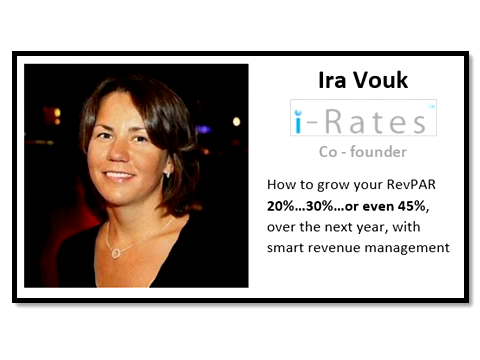 Ira Vouk
i-Rates
Co - founder
How to grow your RevPAR
20%...30%...or even 45%,
over the next year, with
smart revenue management